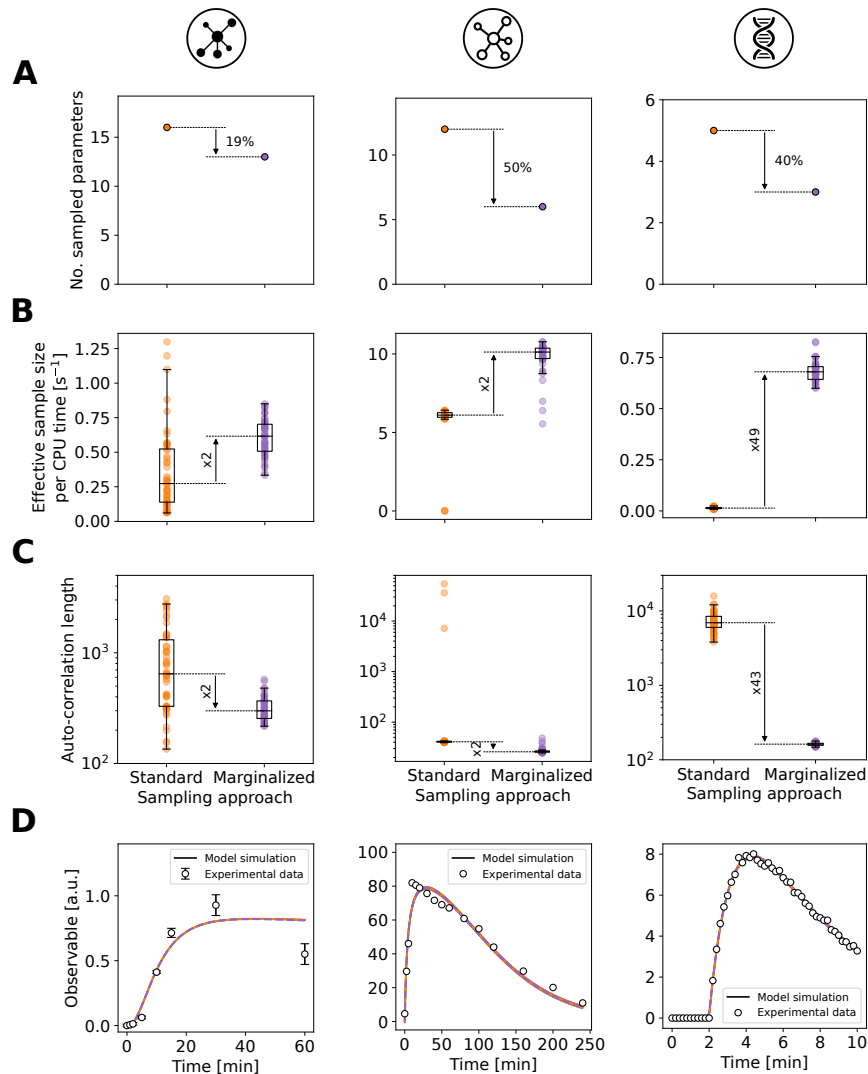 A
No. sampled parameters
15
10
5
0
19%
10
5
0
50%
6
4
2
0
40%
B
Effective sample size
per CPU time [s⁻¹]
1.25
1.00
0.75
0.50
0.25
0.00
x2
10
5
0
x2
0.75
0.50
0.25
0.00
x49
C
Auto-correlation length
10³
10²
x2
Standard Marginalized
Sampling approach
10⁴
10³
10²
x2
Standard Marginalized
Sampling approach
10⁴
10³
10²
x43
Standard Marginalized
Sampling approach
D
Observable [a.u.]
1.0
0.5
0.0
Model simulation
Experimental data
0 20 40 60
Time [min]
100
80
60
40
20
0
Model simulation
Experimental data
0 50 100 150 200 250
Time [min]
8
6
4
2
0
Model simulation
Experimental data
0 2 4 6 8 10
Time [min]